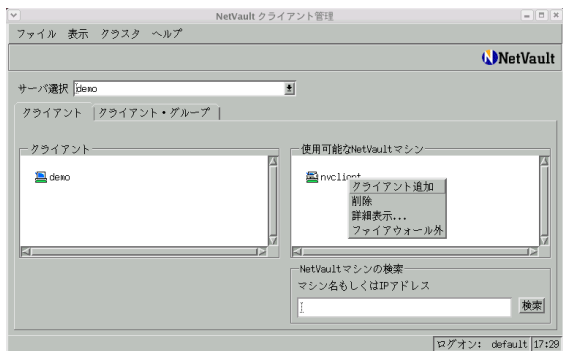 NetVault クライアント管理
ファイル 表示 クラスタ ヘルプ
NetVault
サーバ選択 demo
クライアント クライアント・グループ
クライアント
demo
使用可能なNetVaultマシン
nvclient
クライアント追加
削除
詳細表示...
ファイアウォール外
NetVaultマシンの検索
マシン名もしくはIPアドレス
検索
ログオン: default 17:29